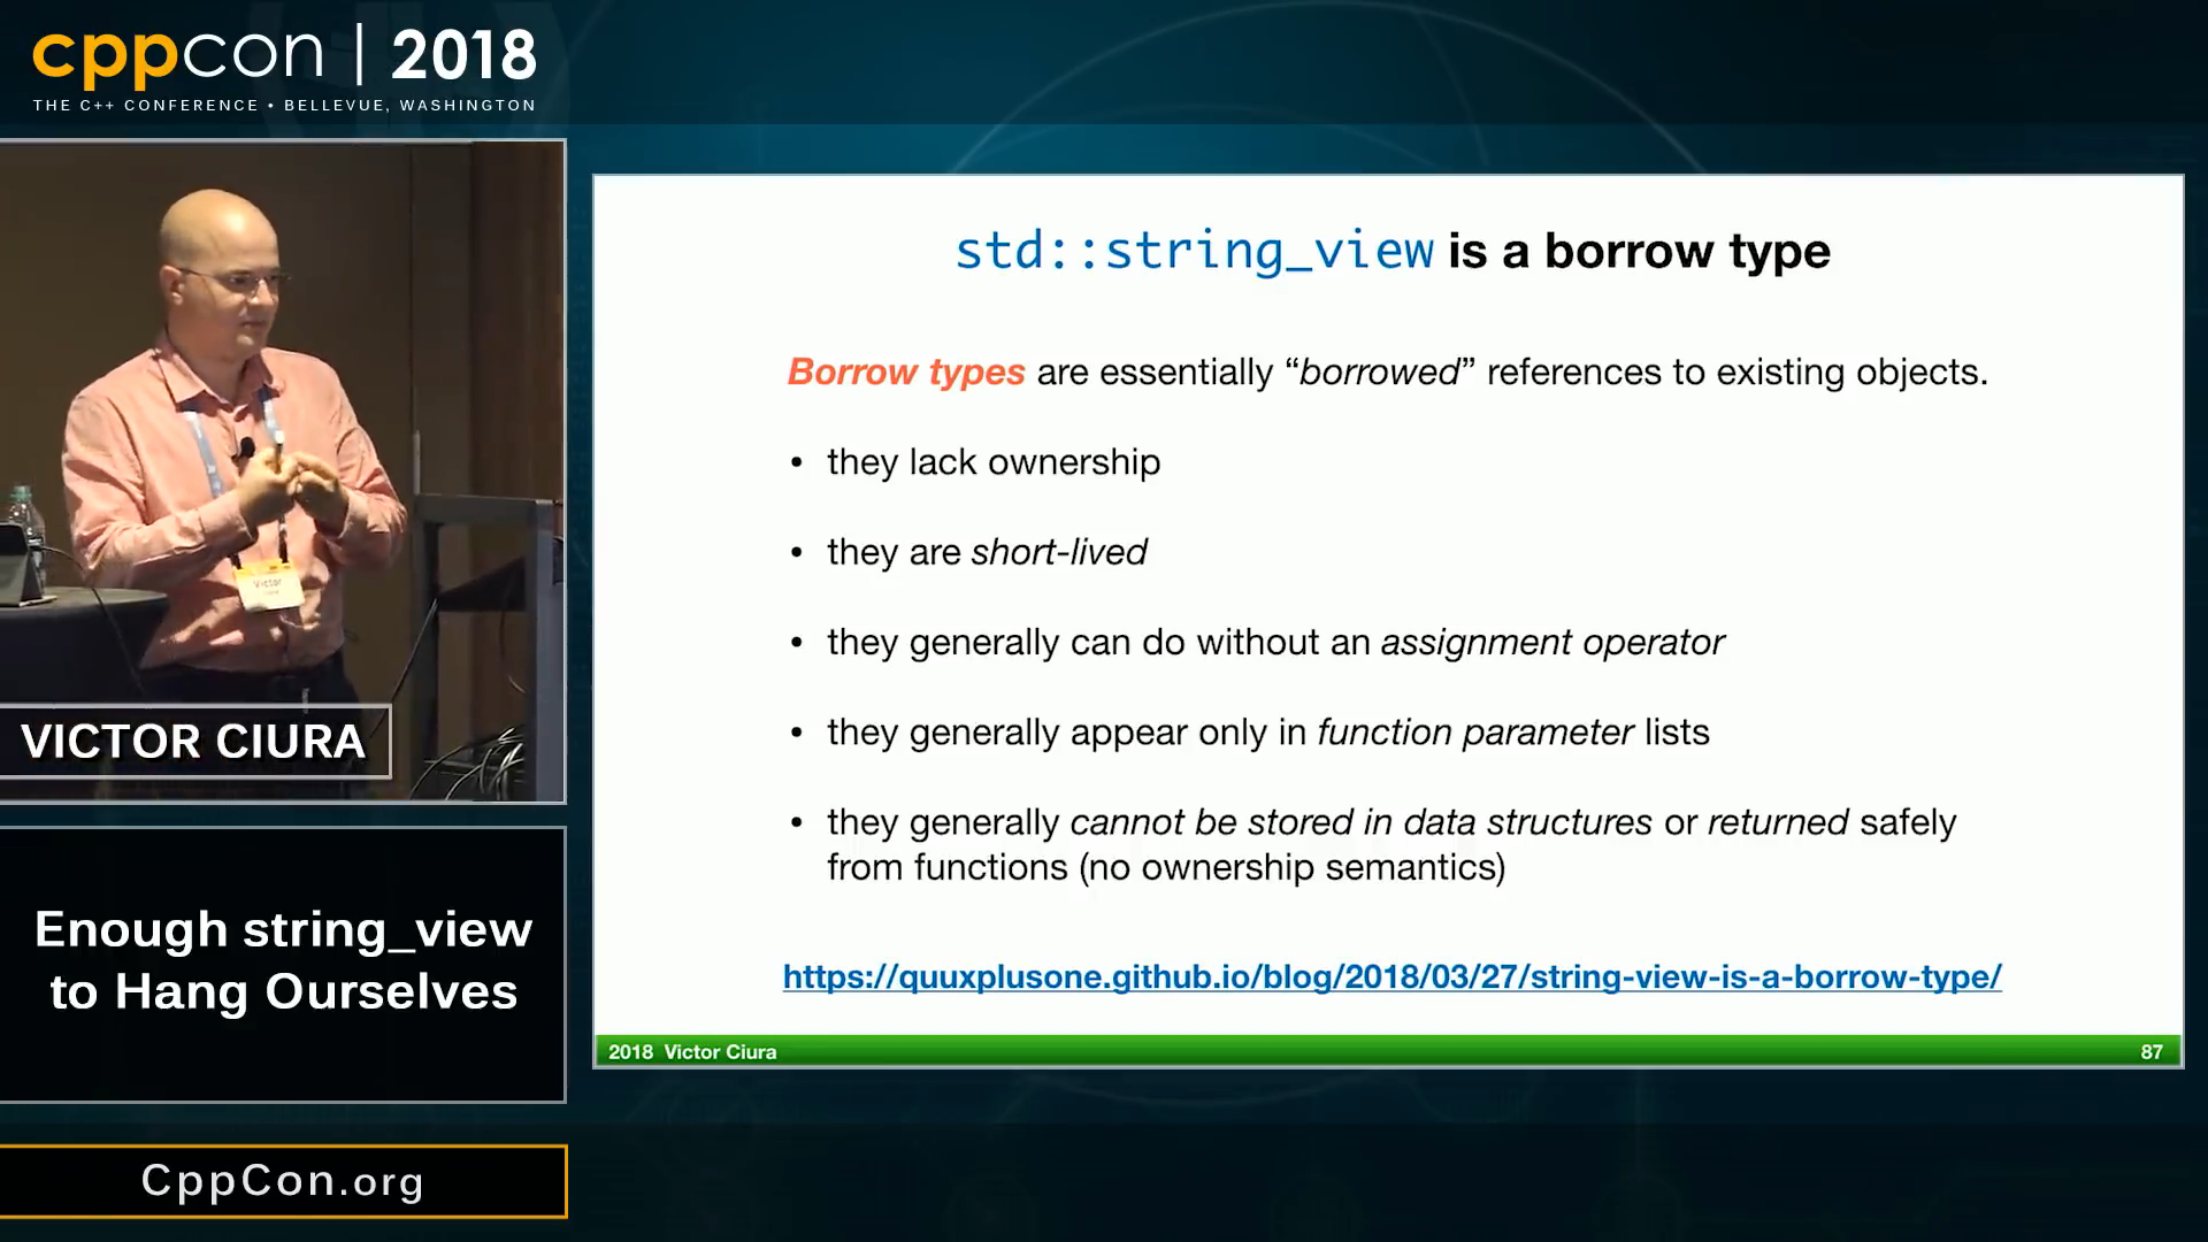 cppcon | 2018
THE C++ CONFERENCE • BELLEVUE, WASHINGTON
Victor
VICTOR CIURA
Enough string_view
to Hang Ourselves
CppCon.org
std::string_view is a borrow type
Borrow types are essentially “borrowed” references to existing objects.
• they lack ownership
• they are short-lived
• they generally can do without an assignment operator
• they generally appear only in function parameter lists
• they generally cannot be stored in data structures or returned safely
from functions (no ownership semantics)
https://quuxplusone.github.io/blog/2018/03/27/string-view-is-a-borrow-type/
2018 Victor Ciura
87